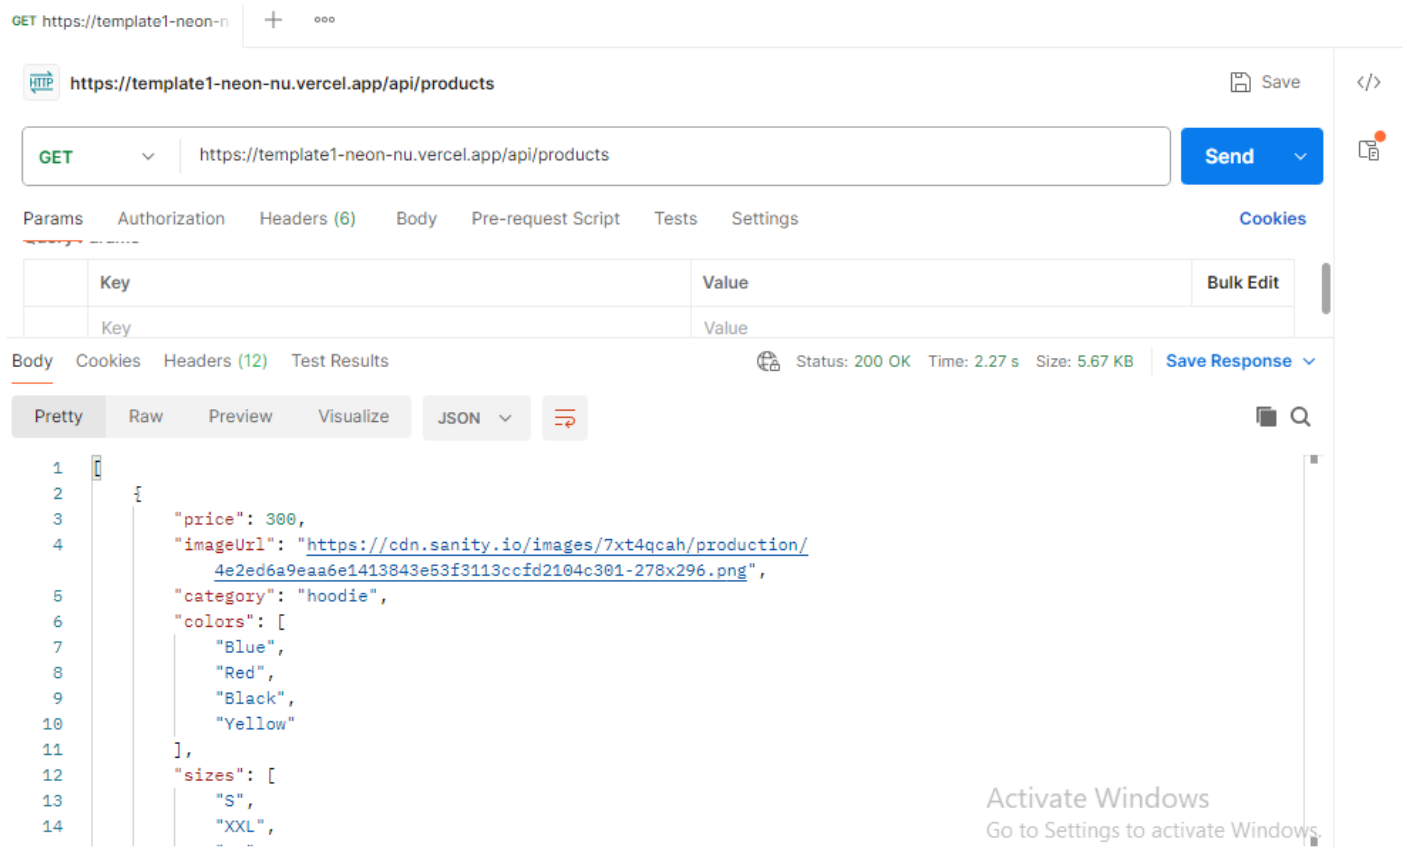 GET https://template1-neon-n
HTTP https://template1-neon-nu.vercel.app/api/products Save </>
GET https://template1-neon-nu.vercel.app/api/products Send
Params Authorization Headers (6) Body Pre-request Script Tests Settings Cookies
Query Params
Key Value Bulk Edit
Key Value
Body Cookies Headers (12) Test Results Status: 200 OK Time: 2.27 s Size: 5.67 KB Save Response
Pretty Raw Preview Visualize JSON
1 [
2 {
3 "price": 300,
4 "imageUrl": "https://cdn.sanity.io/images/7xt4qcah/production/
4e2ed6a9eaa6e1413843e53f3113ccfd2104c301-278x296.png",
5 "category": "hoodie",
6 "colors": [
7 "Blue",
8 "Red",
9 "Black",
10 "Yellow"
11 ],
12 "sizes": [
13 "S",
14 "XXL",
Activate Windows
Go to Settings to activate Windows.